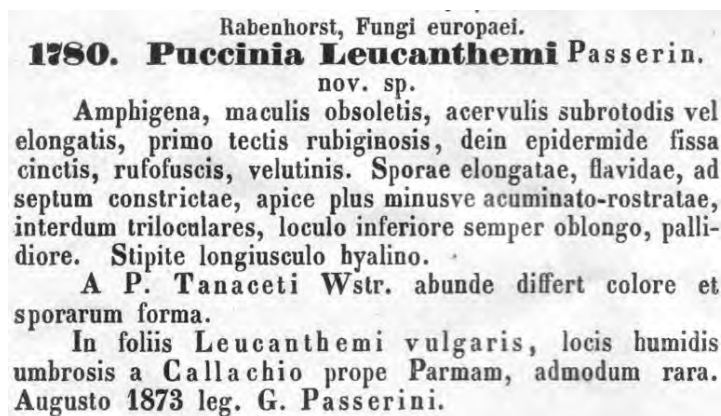 Rabenhorst, Fungi europaei.
1780. Puccinia Leucanthemi Passerin.
nov. sp.
Amphigena, maculis obsoletis, acervulis subrotodis vel
elongatis, primo tectis rubiginosis, dein epidermide fissa
cinctis, rufofuscis, velutinis. Sporae elongatae, flavidae, ad
septum constrictae, apice plus minusve acuminato-rostratae,
interdum triloculares, loculo inferiore semper oblongo, palli-
diore. Stipite longiusculo hyalino.
A P. Tanaceti Wstr. abunde differt colore et
sporarum forma.
In foliis Leucanthemi vulgaris, locis humidis
umbrosis a Callachio prope Parmam, admodum rara.
Augusto 1873 leg. G. Passerini.